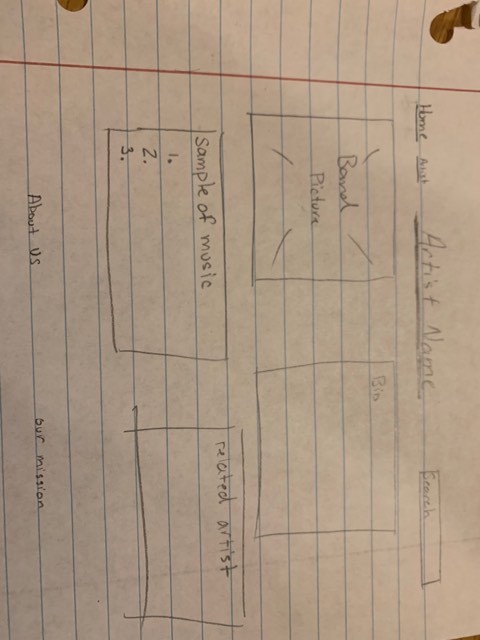 Home
Artist Name
Search
Band
Picture
Bio
Sample of music
1.
2.
3.
related artist
About Us
our mission